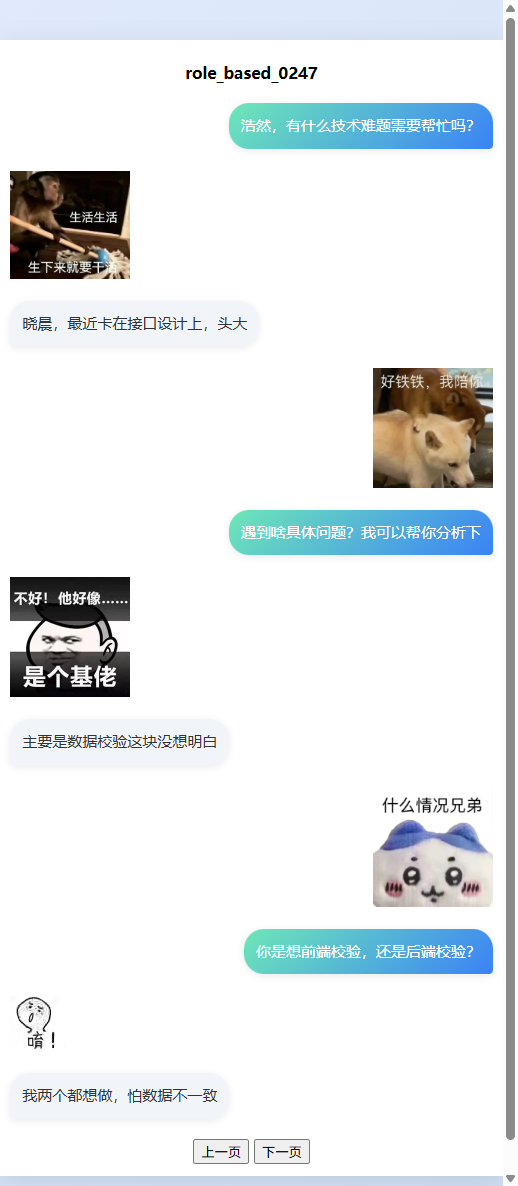 role_based_0247
浩然，有什么技术难题需要帮忙吗？
生活生活
生下来就要干活
晓晨，最近卡在接口设计上，头大
好铁铁，我陪你
遇到啥具体问题？我可以帮你分析下
不好！他好像……
是个基佬
主要是数据校验这块没想明白
什么情况兄弟
你是想前端校验，还是后端校验？
唷！
我两个都想做，怕数据不一致
上一页 下一页